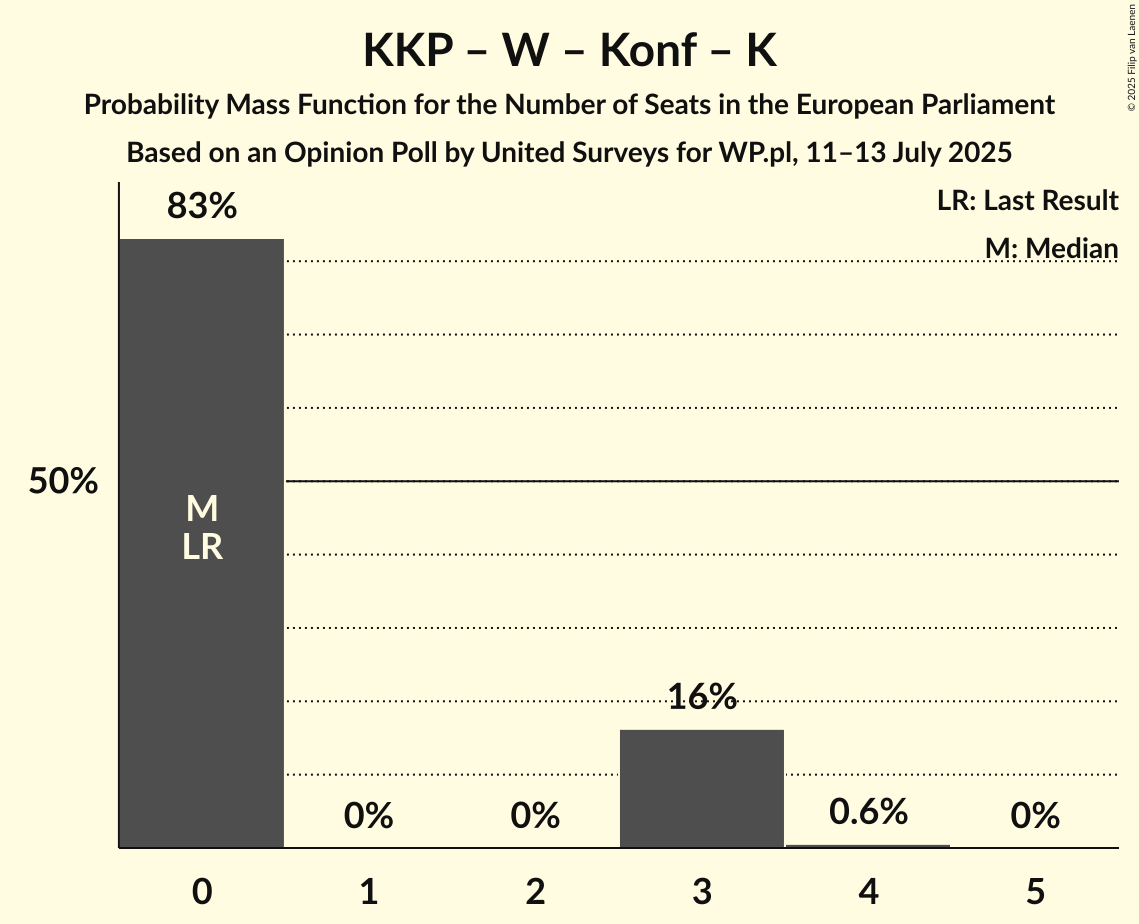 KKP – W – Konf – K
Probability Mass Function for the Number of Seats in the European Parliament
Based on an Opinion Poll by United Surveys for WP.pl, 11–13 July 2025
© 2025 Filip van Laenen
LR: Last Result
M: Median
83%
50%
M
LR
16%
0%
0%
0.6%
0%
0
1
2
3
4
5